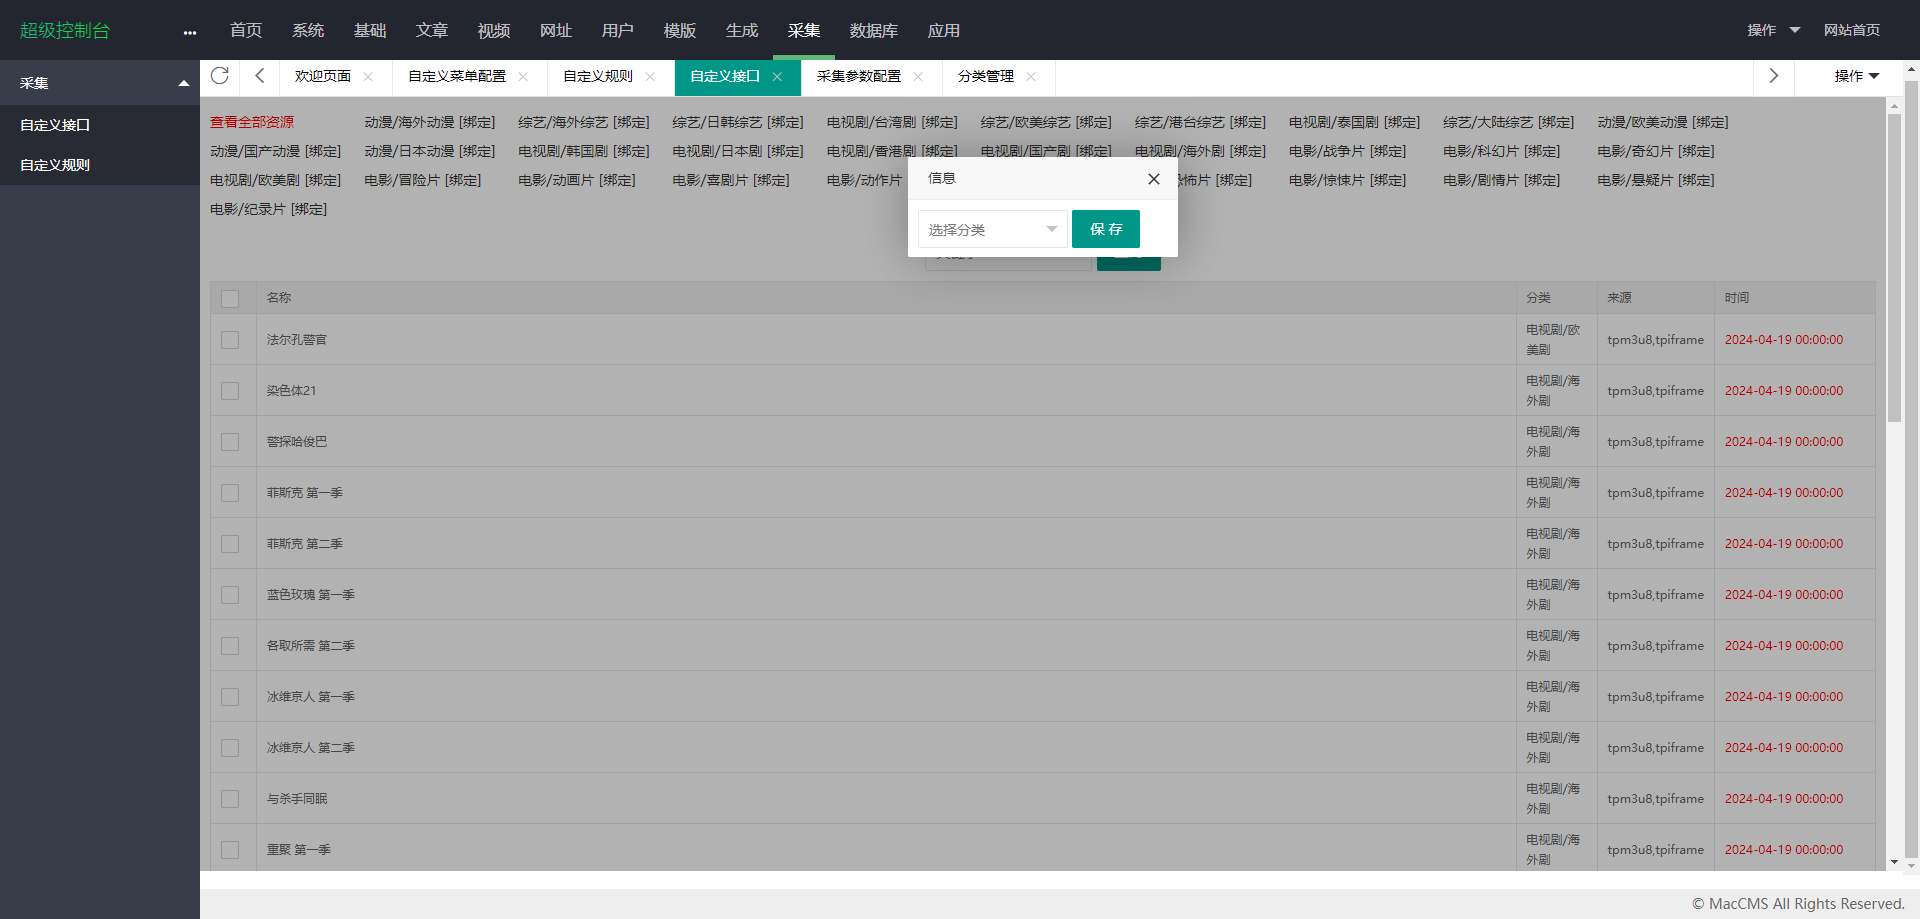 超级控制台 ... 首页 系统 基础 文章 视频 网址 用户 模版 生成 采集 数据库 应用 操作 网站首页
采集
自定义接口
自定义规则
欢迎页面 自定义菜单配置 自定义规则 自定义接口 采集参数配置 分类管理 操作
查看全部资源 动漫/海外动漫 [绑定] 综艺/海外综艺 [绑定] 综艺/日韩综艺 [绑定] 电视剧/台湾剧 [绑定] 综艺/欧美综艺 [绑定] 综艺/港台综艺 [绑定] 电视剧/泰国剧 [绑定] 综艺/大陆综艺 [绑定] 动漫/欧美动漫 [绑定]
动漫/国产动漫 [绑定] 动漫/日本动漫 [绑定] 电视剧/韩国剧 [绑定] 电视剧/日本剧 [绑定] 电视剧/香港剧 [绑定] 电视剧/国产剧 [绑定] 电视剧/海外剧 [绑定] 电影/战争片 [绑定] 电影/科幻片 [绑定] 电影/奇幻片 [绑定]
电视剧/欧美剧 [绑定] 电影/冒险片 [绑定] 电影/动画片 [绑定] 电影/喜剧片 [绑定] 电影/动作片 怖片 [绑定] 电影/惊悚片 [绑定] 电影/剧情片 [绑定] 电影/悬疑片 [绑定]
电影/纪录片 [绑定]
信息
选择分类 保 存
名称 分类 来源 时间
法尔孔警官 电视剧/欧美剧 tpm3u8,tpiframe 2024-04-19 00:00:00
染色体21 电视剧/海外剧 tpm3u8,tpiframe 2024-04-19 00:00:00
警探哈俊巴 电视剧/海外剧 tpm3u8,tpiframe 2024-04-19 00:00:00
菲斯克 第一季 电视剧/海外剧 tpm3u8,tpiframe 2024-04-19 00:00:00
菲斯克 第二季 电视剧/海外剧 tpm3u8,tpiframe 2024-04-19 00:00:00
蓝色玫瑰 第一季 电视剧/海外剧 tpm3u8,tpiframe 2024-04-19 00:00:00
各取所需 第二季 电视剧/海外剧 tpm3u8,tpiframe 2024-04-19 00:00:00
冰维京人 第一季 电视剧/海外剧 tpm3u8,tpiframe 2024-04-19 00:00:00
冰维京人 第二季 电视剧/海外剧 tpm3u8,tpiframe 2024-04-19 00:00:00
与杀手同眠 电视剧/海外剧 tpm3u8,tpiframe 2024-04-19 00:00:00
重聚 第一季 电视剧/海外剧 tpm3u8,tpiframe 2024-04-19 00:00:00
© MacCMS All Rights Reserved.